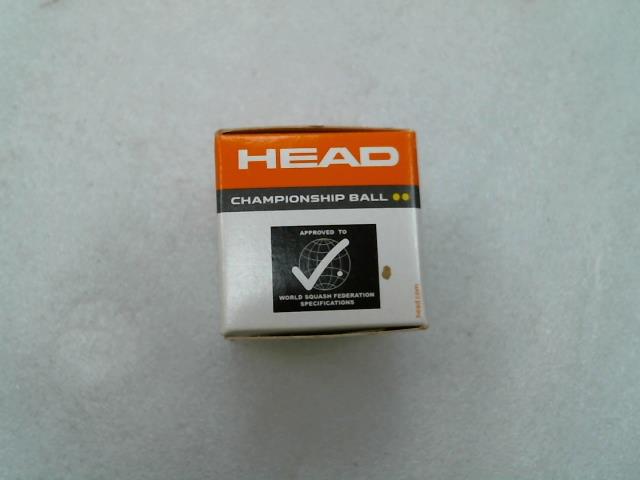 HEAD
CHAMPIONSHIP BALL
APPROVED TO
WORLD SQUASH FEDERATION
SPECIFICATIONS
head.com